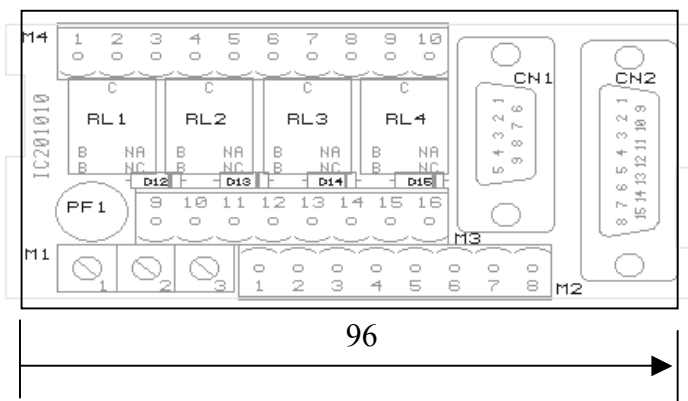 M4 1 2 3 4 5 6 7 8 9 10
CN1 CN2
IC201010
C C C C
RL1 RL2 RL3 RL4
B NA B NA B NA B NA
B NC B NC B NC B NC
5 4 3 2 1
9 8 7 6
8 7 6 5 4 3 2 1
15 14 13 12 11 10 9
D12 D13 D14 D15
PF1
9 10 11 12 13 14 15 16
M3
M1
1 2 3
1 2 3 4 5 6 7 8 M2
96